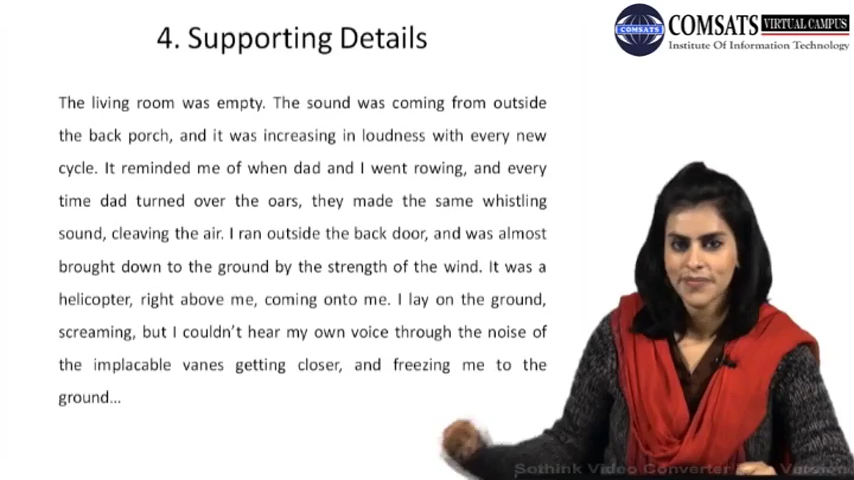 4. Supporting Details
COMSATS VIRTUAL CAMPUS
COMSATS
Institute Of Information Technology
The living room was empty. The sound was coming from outside
the back porch, and it was increasing in loudness with every new
cycle. It reminded me of when dad and I went rowing, and every
time dad turned over the oars, they made the same whistling
sound, cleaving the air. I ran outside the back door, and was almost
brought down to the ground by the strength of the wind. It was a
helicopter, right above me, coming onto me. I lay on the ground,
screaming, but I couldn't hear my own voice through the noise of
the implacable vanes getting closer, and freezing me to the
ground...
Sothink Video Converter Version